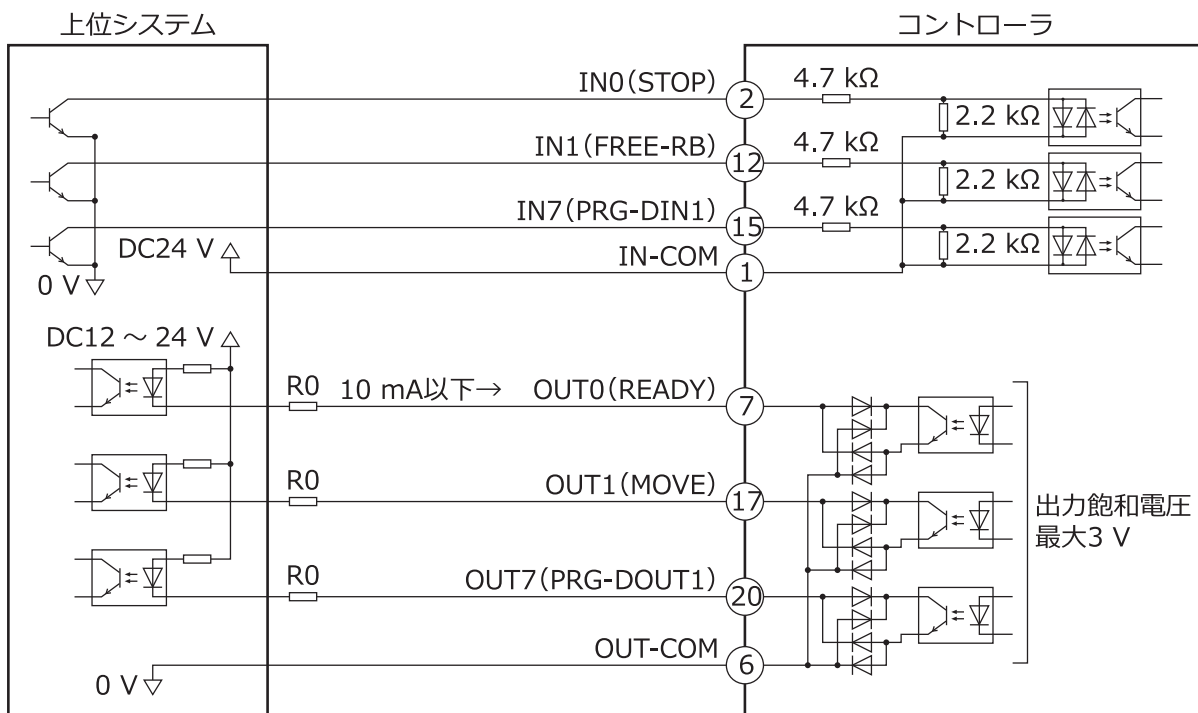 上位システム
コントローラ
IN0(STOP)
2
4.7 kΩ
2.2 kΩ
IN1(FREE-RB)
12
4.7 kΩ
2.2 kΩ
IN7(PRG-DIN1)
15
4.7 kΩ
2.2 kΩ
DC24 V
IN-COM
1
0 V
DC12 ～ 24 V
R0
10 mA以下→
OUT0(READY)
7
R0
OUT1(MOVE)
17
出力飽和電圧
最大3 V
R0
OUT7(PRG-DOUT1)
20
OUT-COM
6
0 V